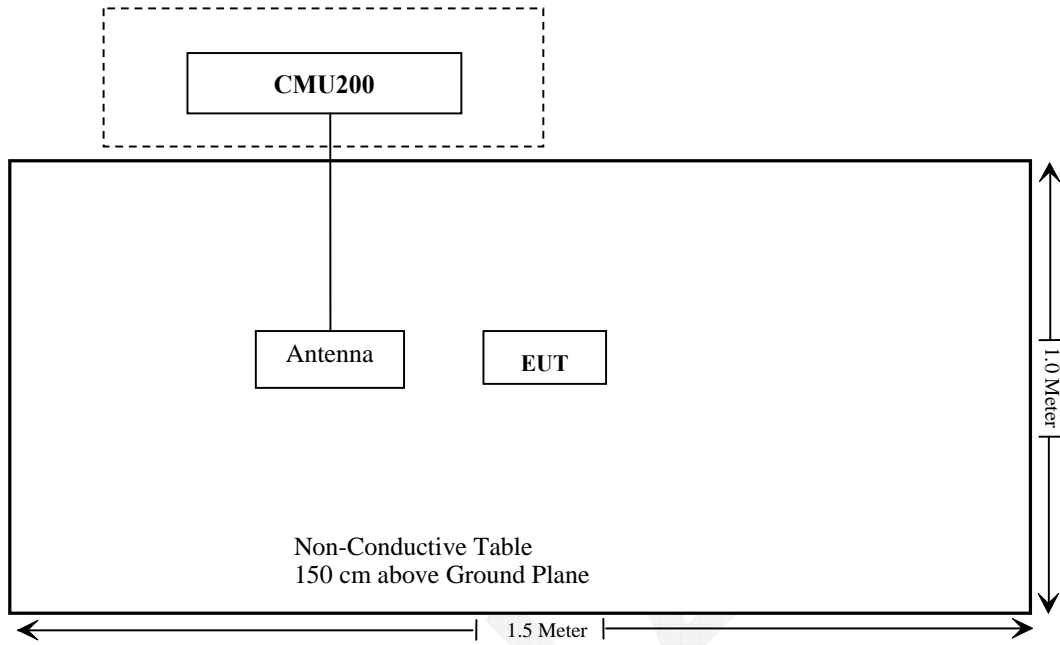 CMU200
Antenna
EUT
1.0 Meter
Non-Conductive Table
150 cm above Ground Plane
1.5 Meter